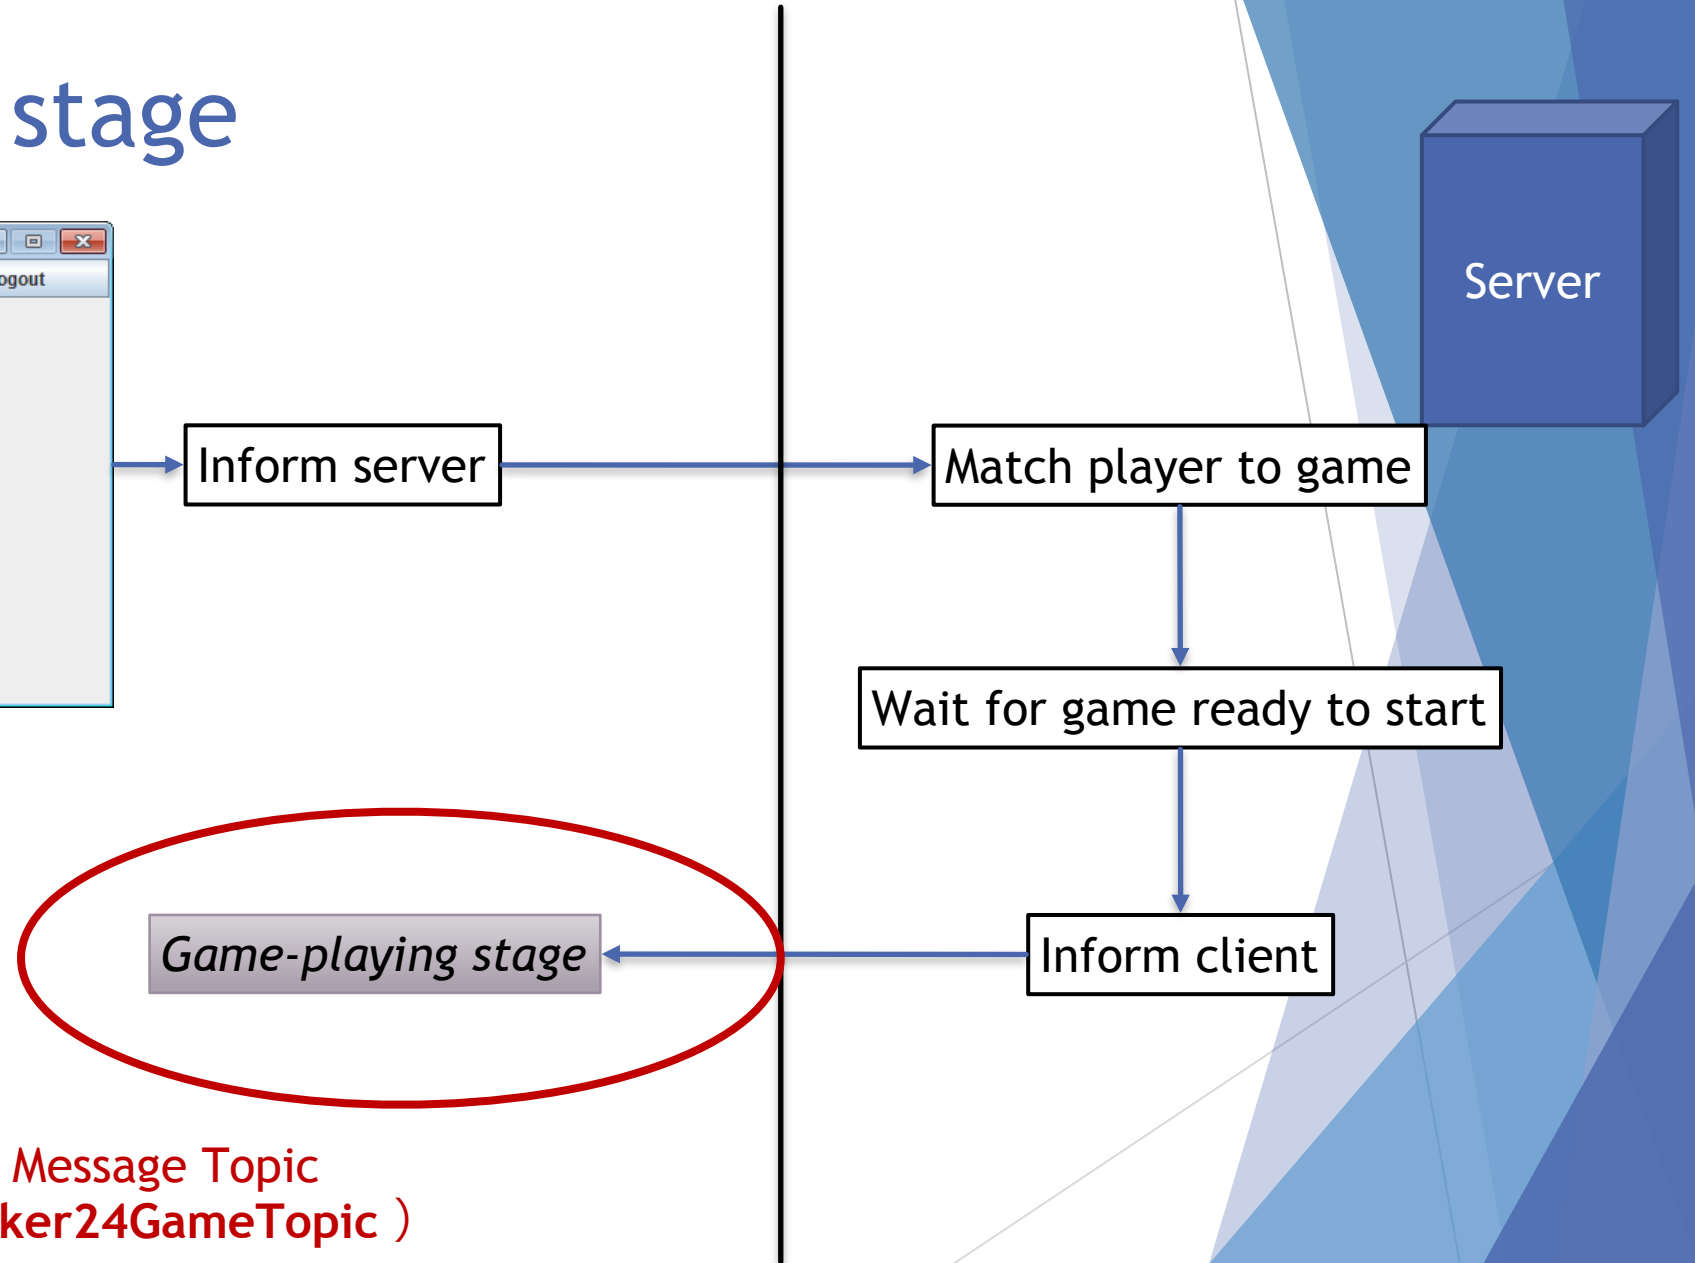 stage
ogout
Server
Inform server
Match player to game
Wait for game ready to start
Game-playing stage
Inform client
Message Topic
ker24GameTopic )